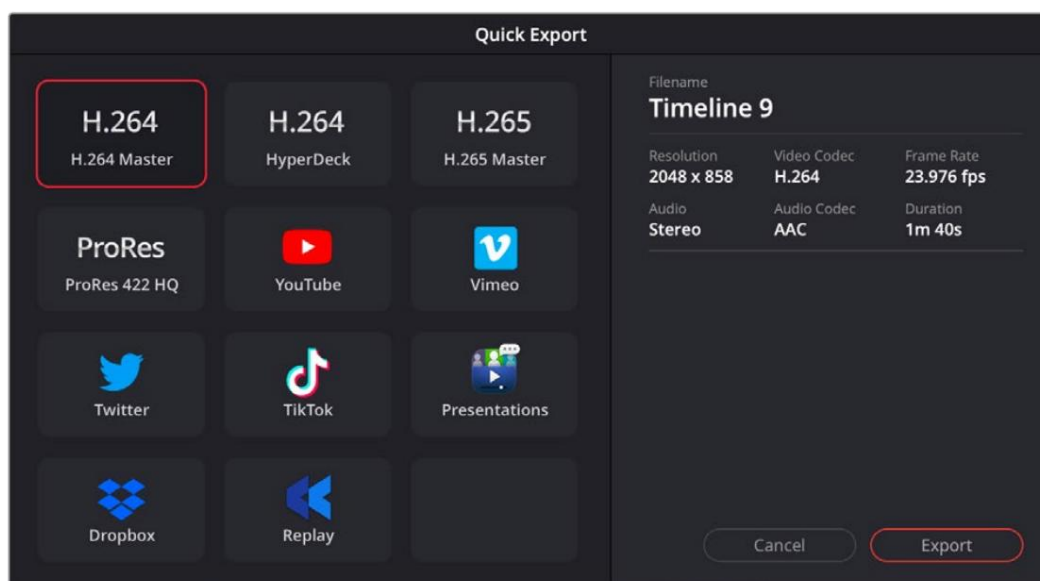 Quick Export
H.264
H.264 Master
H.264
HyperDeck
H.265
H.265 Master
ProRes
ProRes 422 HQ
YouTube
Vimeo
Twitter
TikTok
Presentations
Dropbox
Replay
Filename
Timeline 9
Resolution Video Codec Frame Rate
2048 x 858 H.264 23.976 fps
Audio Audio Codec Duration
Stereo AAC 1m 40s
Cancel Export